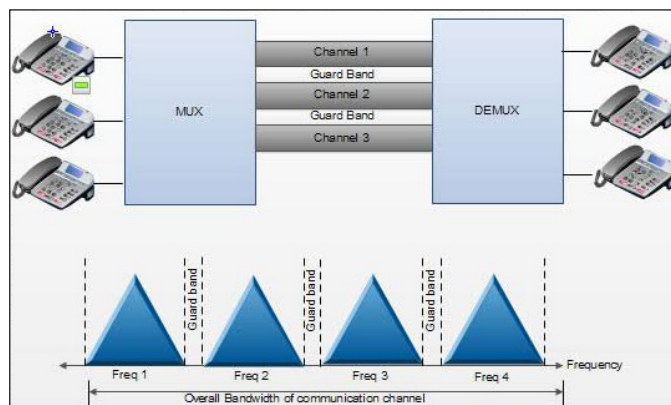 MUX
Channel 1
Guard Band
Channel 2
Guard Band
Channel 3
DEMUX
Guard band
Guard band
Guard band
Freq 1
Freq 2
Freq 3
Freq 4
Frequency
Overall Bandwidth of communication channel